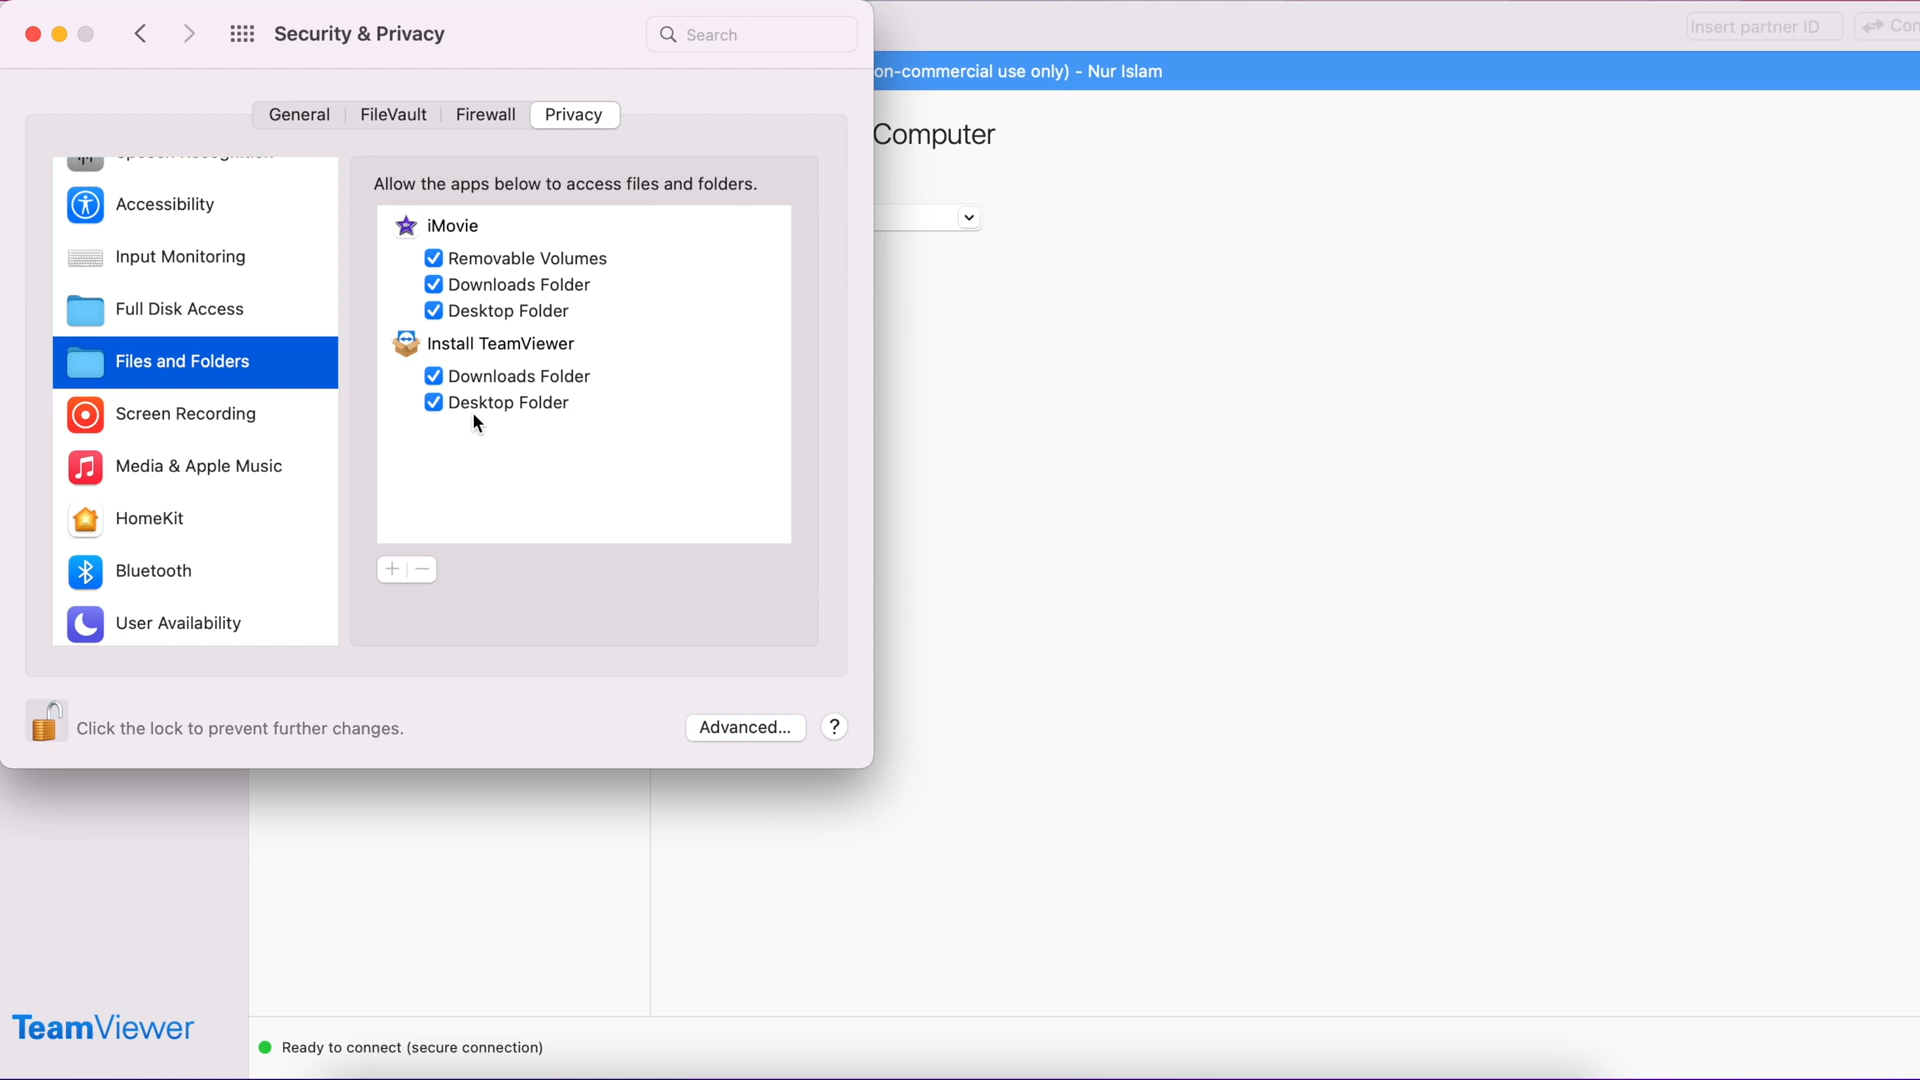 Security & Privacy
Search
Insert partner ID
Con
on-commercial use only) - Nur Islam
General
FileVault
Firewall
Privacy
Computer
Speech Recognition
Accessibility
Input Monitoring
Full Disk Access
Files and Folders
Screen Recording
Media & Apple Music
HomeKit
Bluetooth
User Availability
Allow the apps below to access files and folders.
iMovie
Removable Volumes
Downloads Folder
Desktop Folder
Install TeamViewer
Downloads Folder
Desktop Folder
+ −
Click the lock to prevent further changes.
Advanced...
?
TeamViewer
Ready to connect (secure connection)